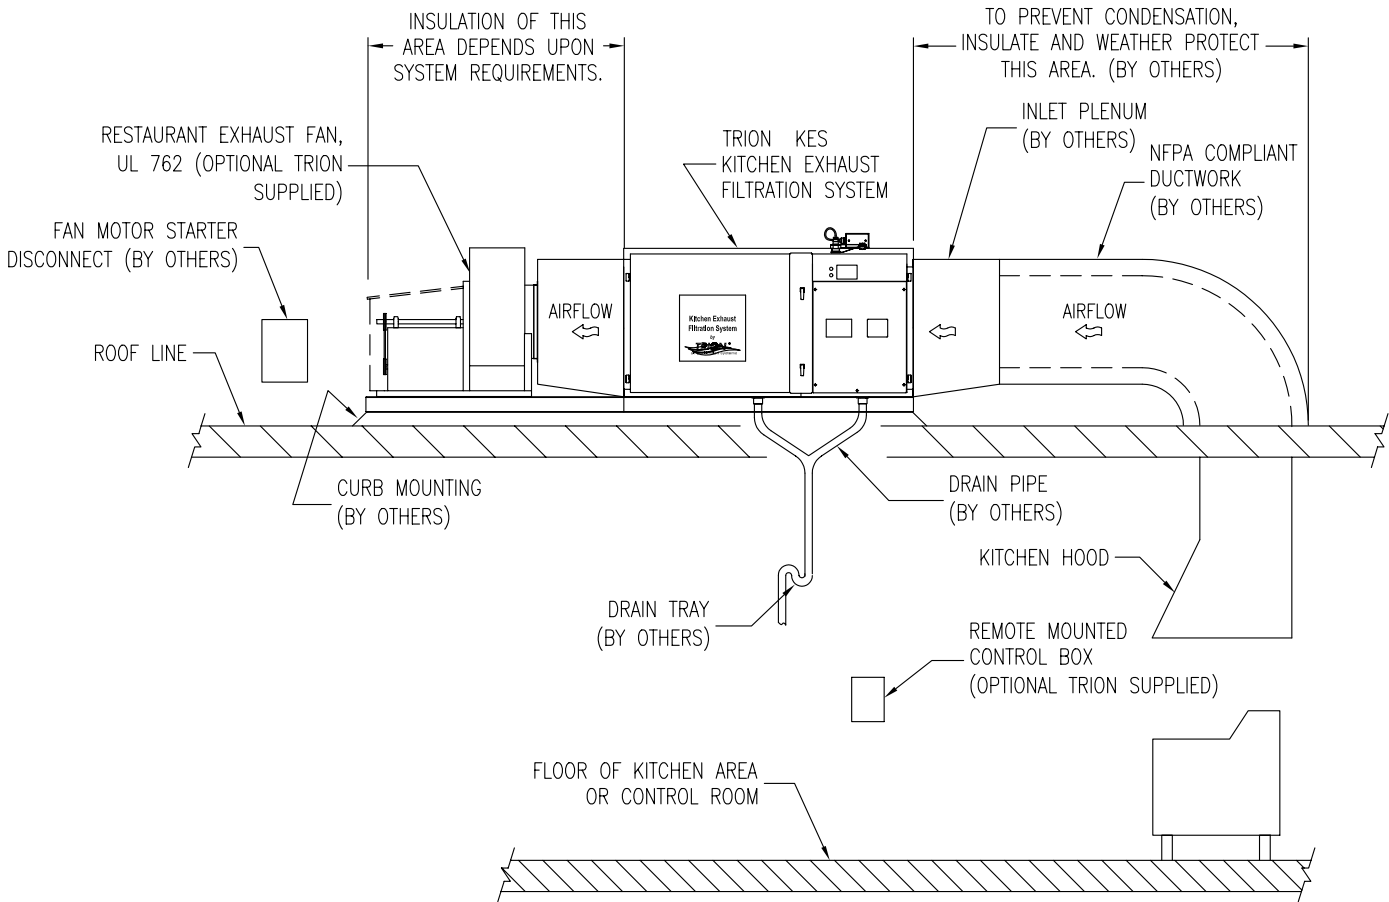 INSULATION OF THIS
AREA DEPENDS UPON
SYSTEM REQUIREMENTS.
TO PREVENT CONDENSATION,
INSULATE AND WEATHER PROTECT
THIS AREA. (BY OTHERS)
RESTAURANT EXHAUST FAN,
UL 762 (OPTIONAL TRION
SUPPLIED)
TRION KES
KITCHEN EXHAUST
FILTRATION SYSTEM
INLET PLENUM
(BY OTHERS)
NFPA COMPLIANT
DUCTWORK
(BY OTHERS)
FAN MOTOR STARTER
DISCONNECT (BY OTHERS)
AIRFLOW
Kitchen Exhaust
Filtration System
by
TRION
AIRFLOW
ROOF LINE
CURB MOUNTING
(BY OTHERS)
DRAIN PIPE
(BY OTHERS)
KITCHEN HOOD
DRAIN TRAY
(BY OTHERS)
REMOTE MOUNTED
CONTROL BOX
(OPTIONAL TRION SUPPLIED)
FLOOR OF KITCHEN AREA
OR CONTROL ROOM